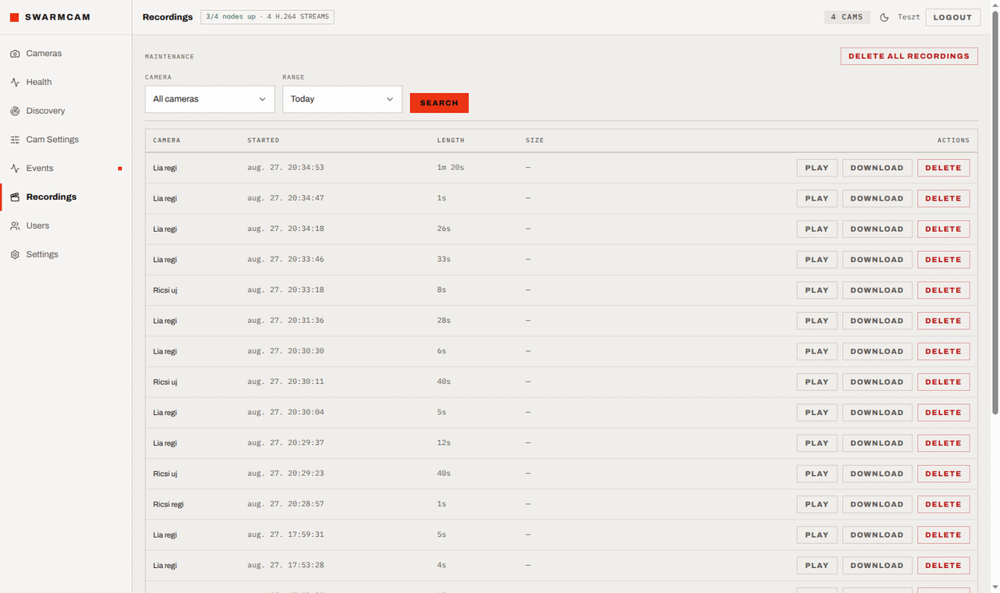 SWARMCAM
Recordings
3/4 nodes up · 4 H.264 STREAMS
4 CAMS
Teszt
LOGOUT
Cameras
Health
Discovery
Cam Settings
Events
Recordings
Users
Settings
MAINTENANCE
DELETE ALL RECORDINGS
CAMERA RANGE
All cameras Today SEARCH
CAMERA STARTED LENGTH SIZE ACTIONS
Lia regi aug. 27. 20:34:53 1m 20s — PLAY DOWNLOAD DELETE
Lia regi aug. 27. 20:34:47 1s — PLAY DOWNLOAD DELETE
Lia regi aug. 27. 20:34:18 26s — PLAY DOWNLOAD DELETE
Lia regi aug. 27. 20:33:46 33s — PLAY DOWNLOAD DELETE
Ricsi uj aug. 27. 20:33:18 8s — PLAY DOWNLOAD DELETE
Lia regi aug. 27. 20:31:36 28s — PLAY DOWNLOAD DELETE
Lia regi aug. 27. 20:30:30 6s — PLAY DOWNLOAD DELETE
Ricsi uj aug. 27. 20:30:11 40s — PLAY DOWNLOAD DELETE
Lia regi aug. 27. 20:30:04 5s — PLAY DOWNLOAD DELETE
Lia regi aug. 27. 20:29:37 12s — PLAY DOWNLOAD DELETE
Ricsi uj aug. 27. 20:29:23 40s — PLAY DOWNLOAD DELETE
Ricsi regi aug. 27. 20:28:57 1s — PLAY DOWNLOAD DELETE
Lia regi aug. 27. 17:59:31 5s — PLAY DOWNLOAD DELETE
Lia regi aug. 27. 17:53:28 4s — PLAY DOWNLOAD DELETE